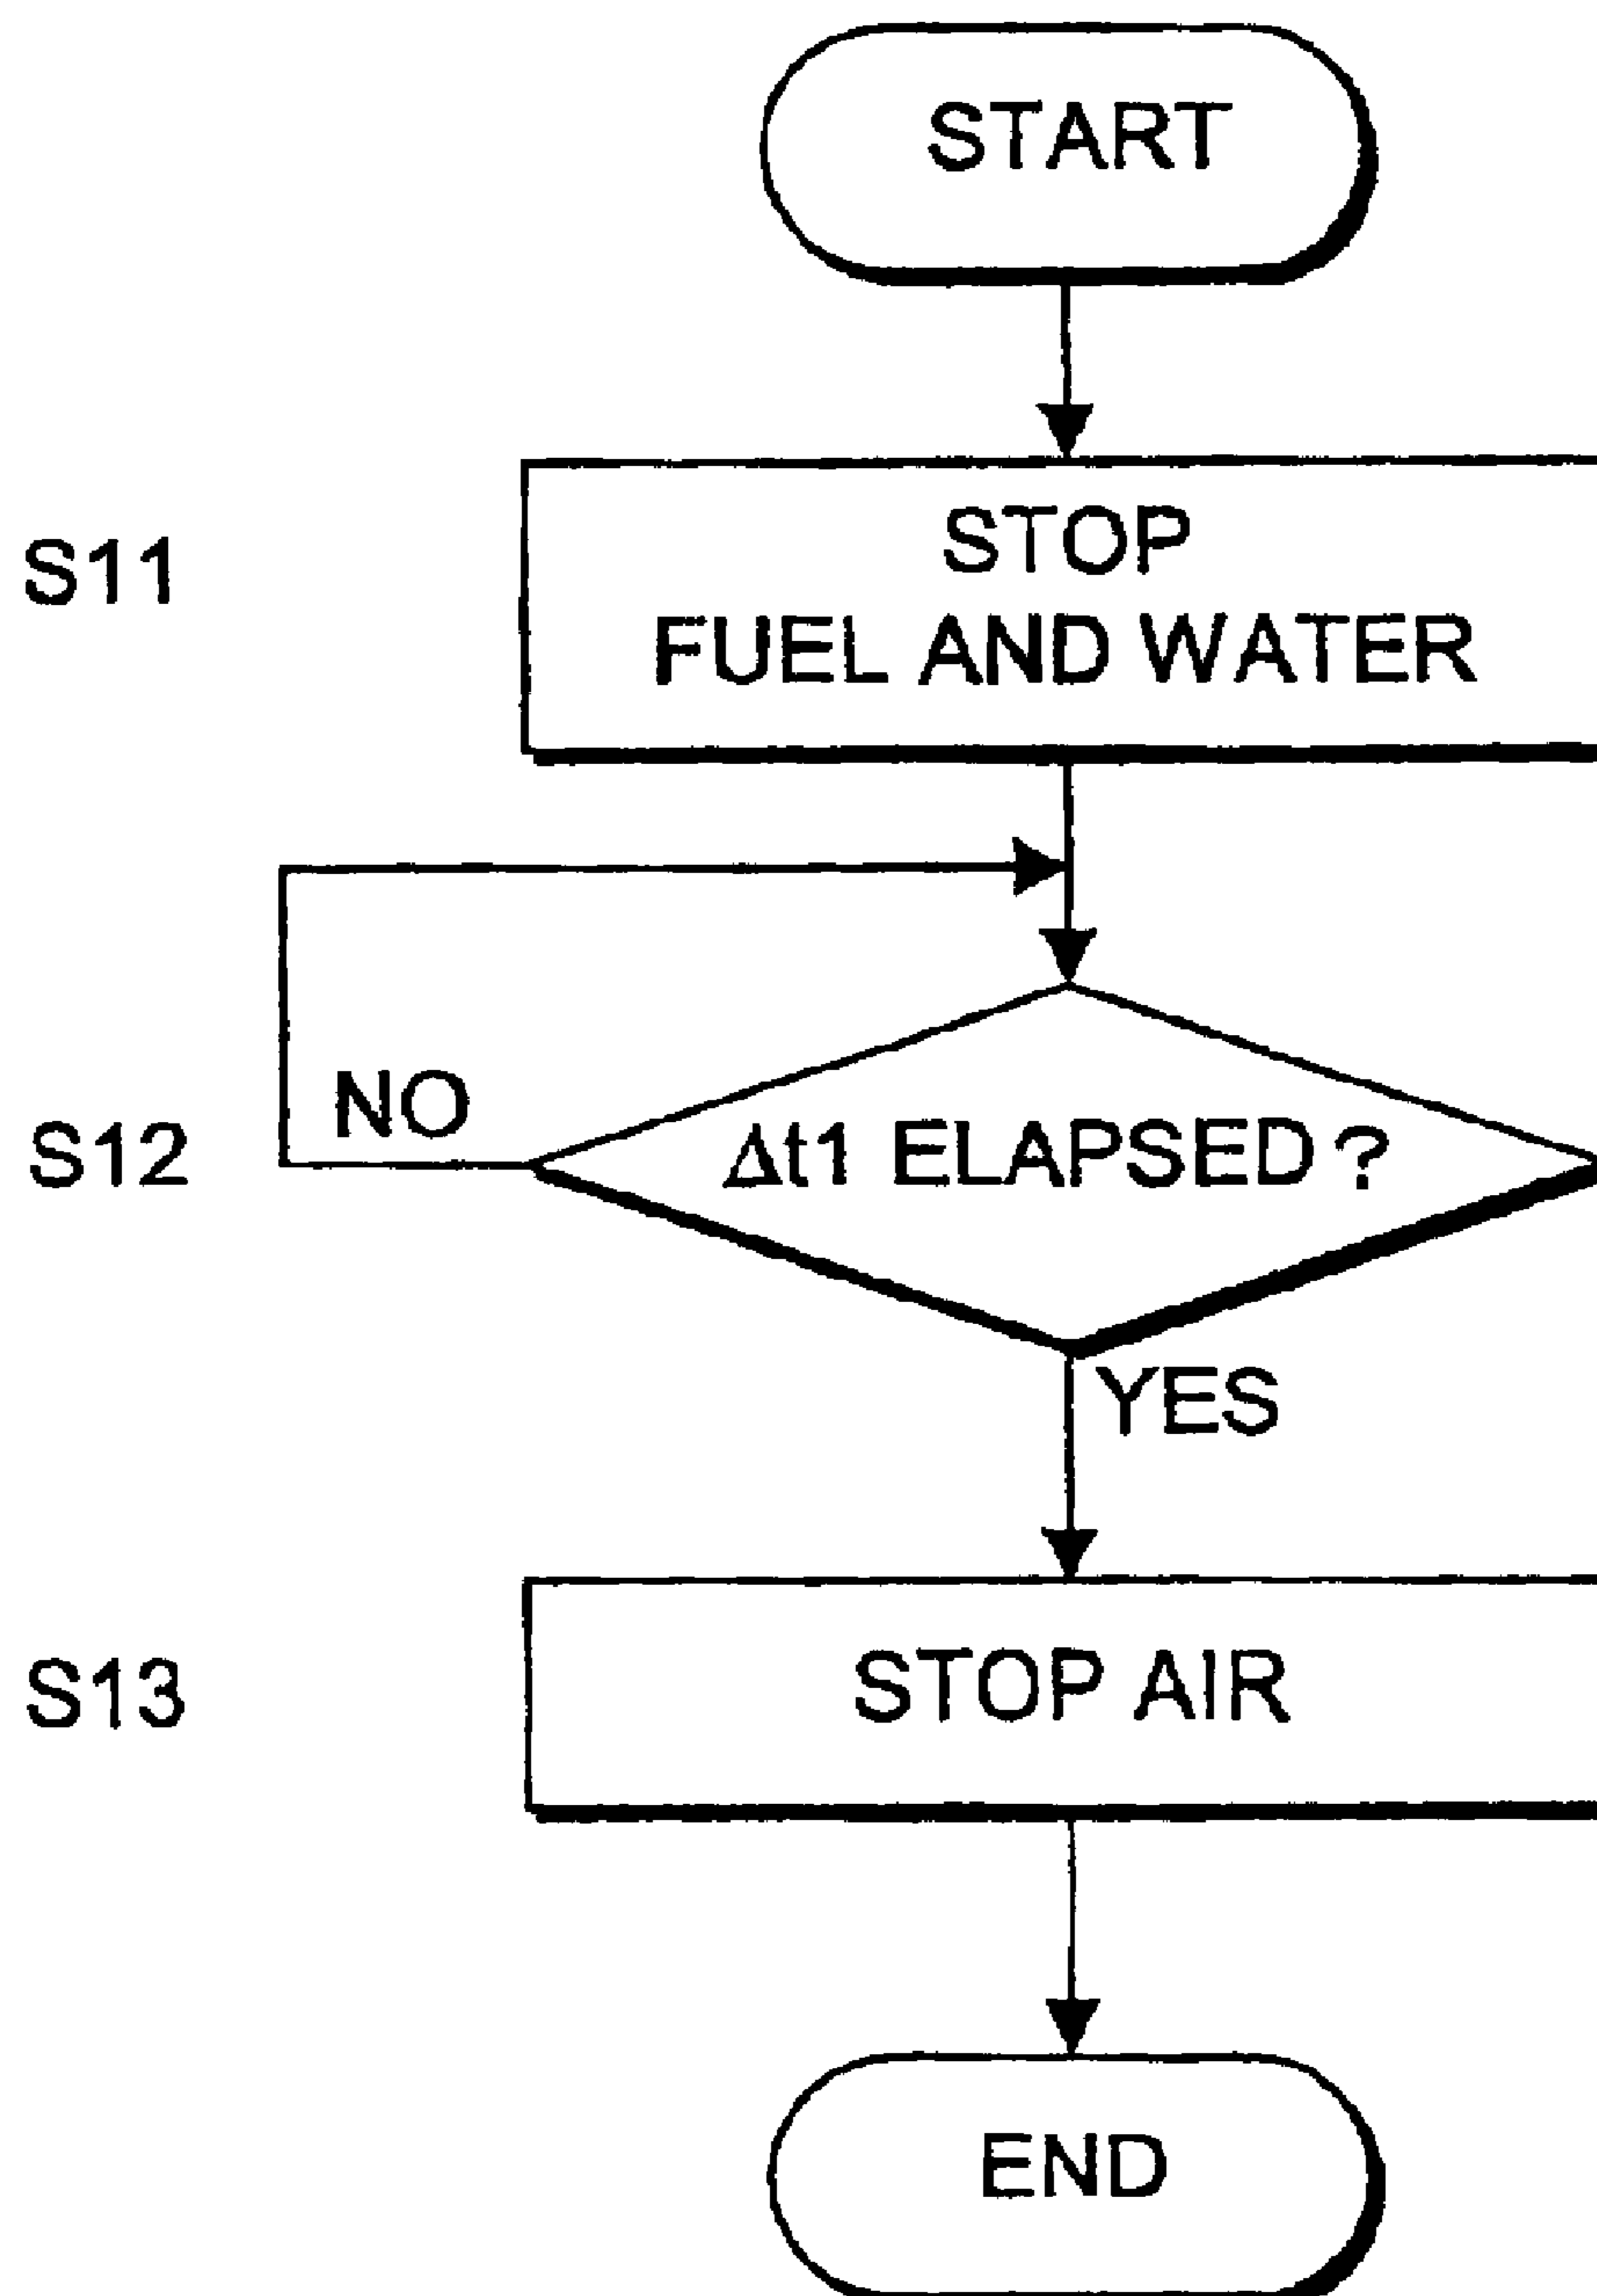 START
S11
STOP
FUEL AND WATER
NO
S12
Δt1 ELAPSED ?
YES
S13
STOP AIR
END